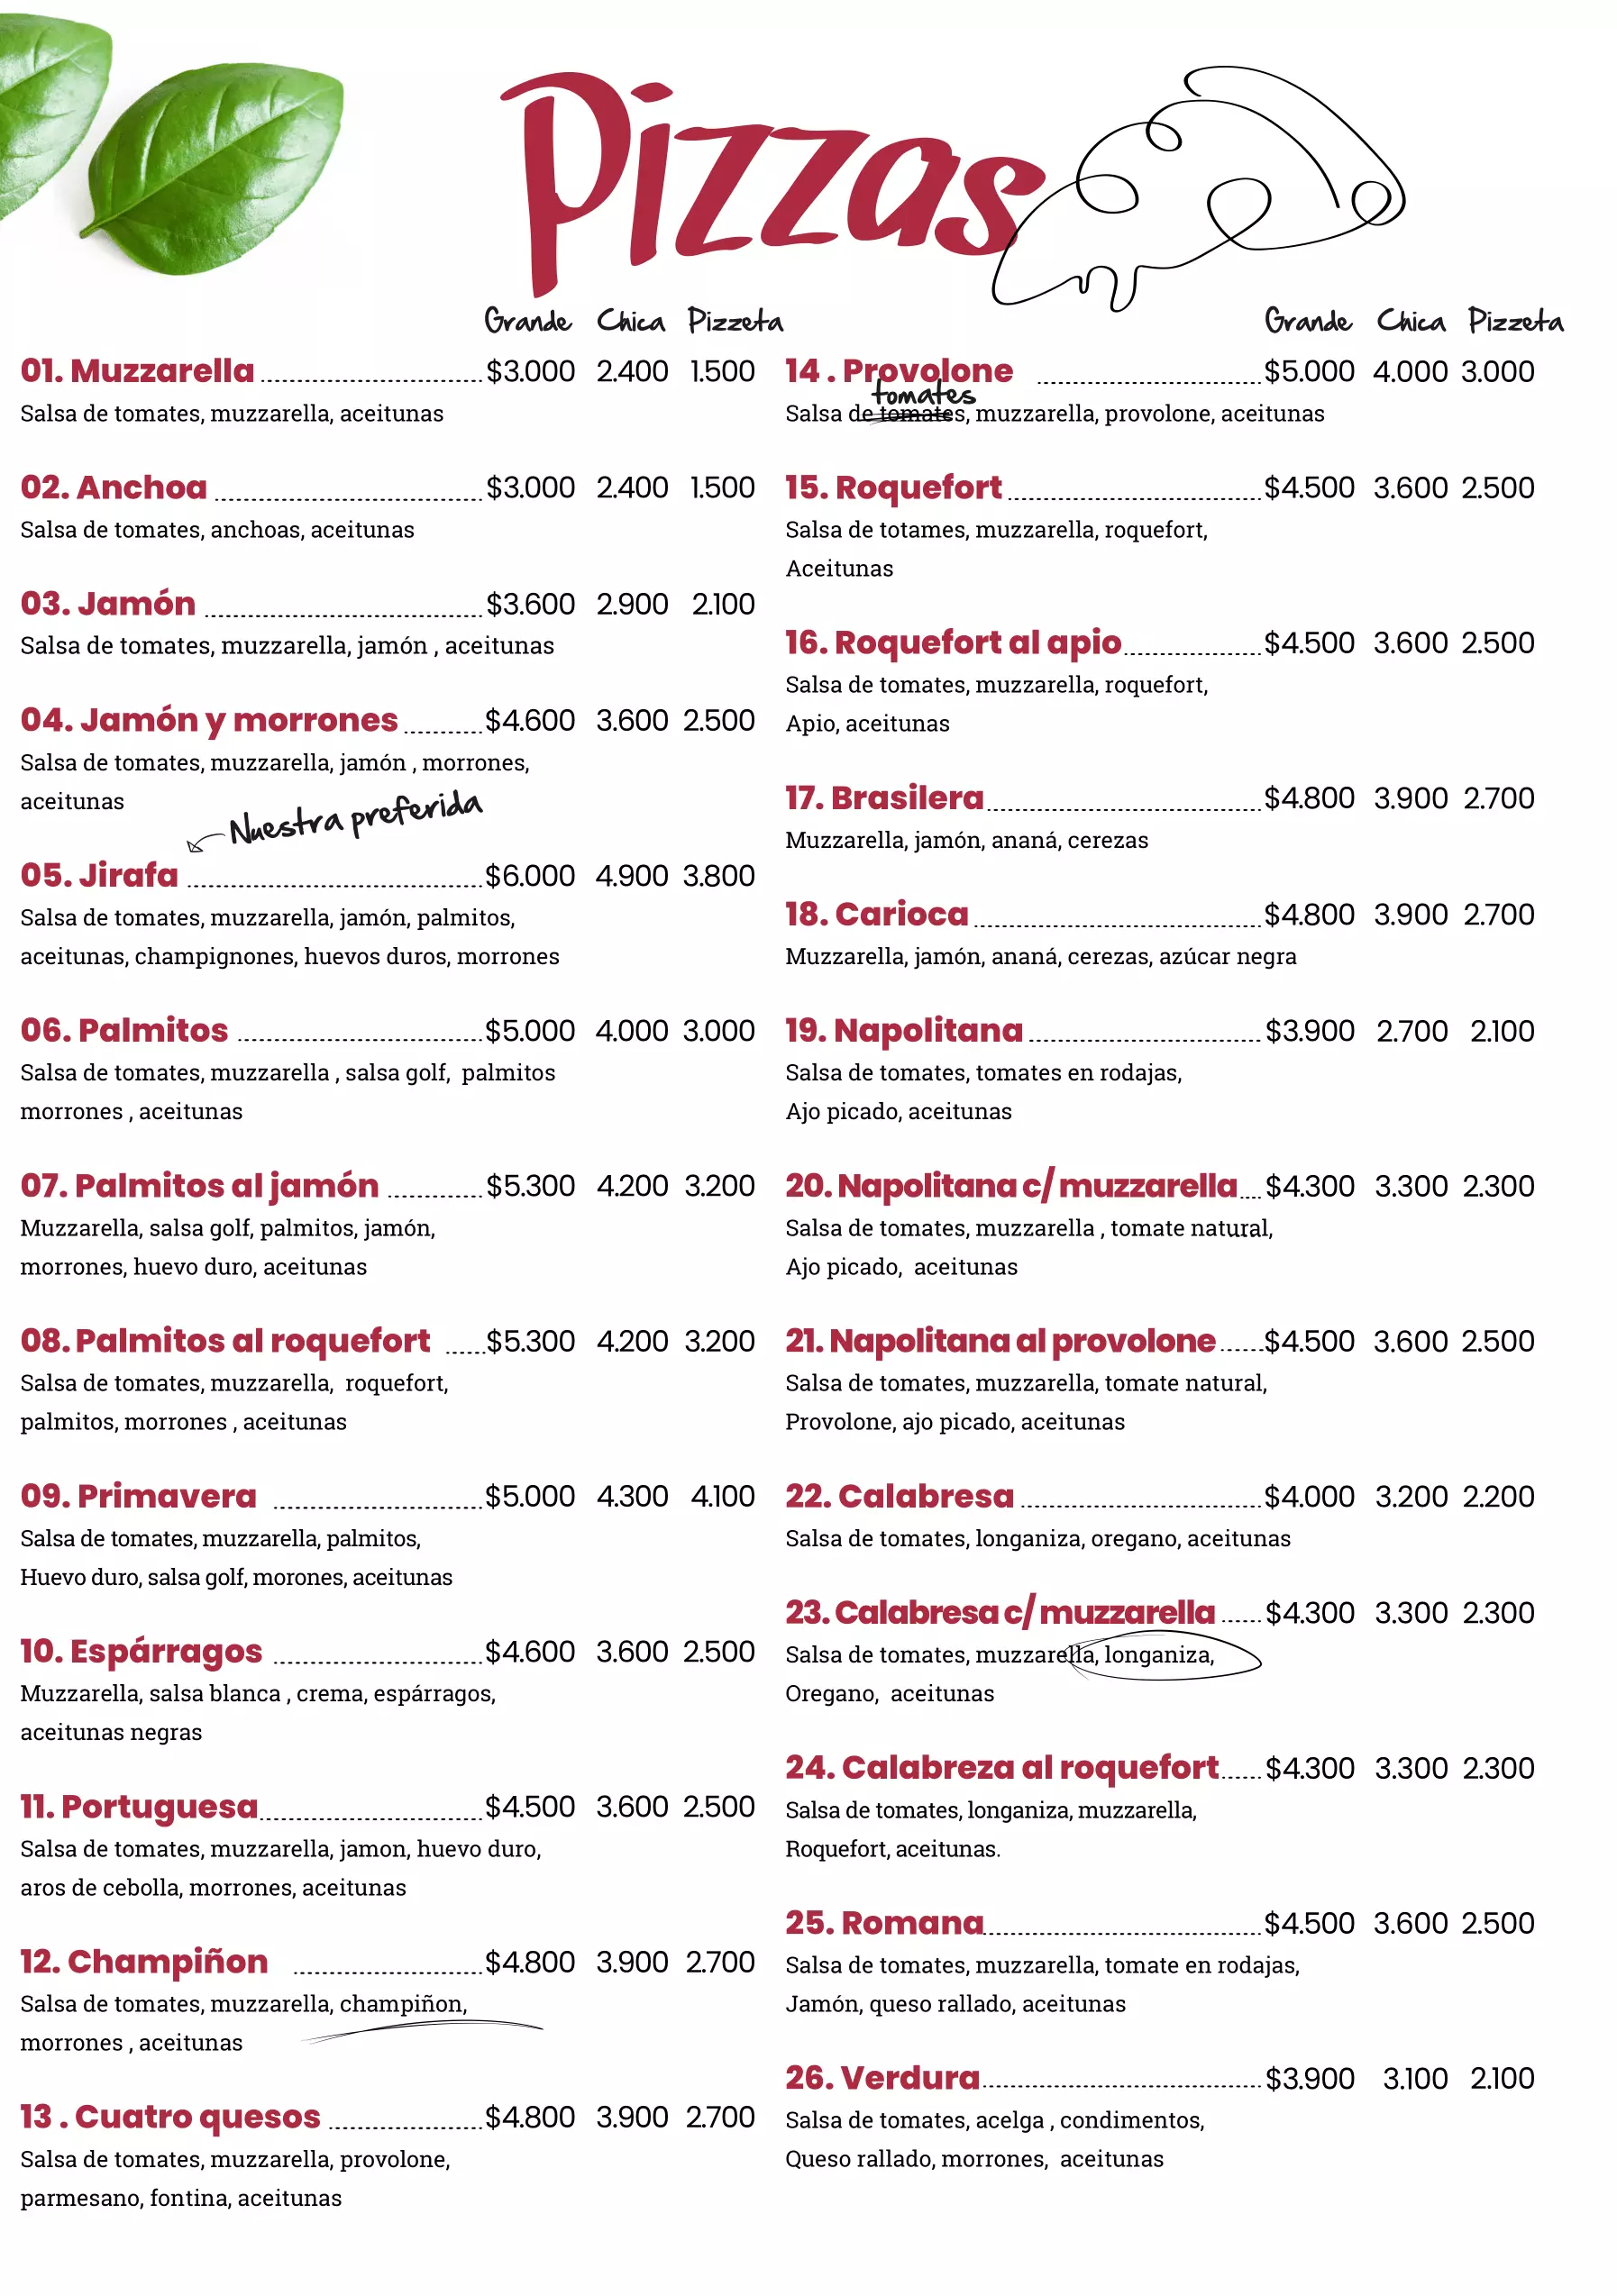 Pizzas
Grande Chica Pizzeta
01. Muzzarella $3.000 2.400 1.500
Salsa de tomates, muzzarella, aceitunas
02. Anchoa $3.000 2.400 1.500
Salsa de tomates, anchoas, aceitunas
03. Jamón $3.600 2.900 2.100
Salsa de tomates, muzzarella, jamón , aceitunas
04. Jamón y morrones $4.600 3.600 2.500
Salsa de tomates, muzzarella, jamón , morrones,
aceitunas
Nuestra preferida
05. Jirafa $6.000 4.900 3.800
Salsa de tomates, muzzarella, jamón, palmitos,
aceitunas, champignones, huevos duros, morrones
06. Palmitos $5.000 4.000 3.000
Salsa de tomates, muzzarella , salsa golf, palmitos
morrones , aceitunas
07. Palmitos al jamón $5.300 4.200 3.200
Muzzarella, salsa golf, palmitos, jamón,
morrones, huevo duro, aceitunas
08. Palmitos al roquefort $5.300 4.200 3.200
Salsa de tomates, muzzarella, roquefort,
palmitos, morrones , aceitunas
09. Primavera $5.000 4.300 4.100
Salsa de tomates, muzzarella, palmitos,
Huevo duro, salsa golf, morones, aceitunas
10. Espárragos $4.600 3.600 2.500
Muzzarella, salsa blanca , crema, espárragos,
aceitunas negras
11. Portuguesa $4.500 3.600 2.500
Salsa de tomates, muzzarella, jamon, huevo duro,
aros de cebolla, morrones, aceitunas
12. Champiñon $4.800 3.900 2.700
Salsa de tomates, muzzarella, champiñon,
morrones , aceitunas
13 . Cuatro quesos $4.800 3.900 2.700
Salsa de tomates, muzzarella, provolone,
parmesano, fontina, aceitunas
Grande Chica Pizzeta
14 . Provolone $5.000 4.000 3.000
tomates
Salsa de tomates, muzzarella, provolone, aceitunas
15. Roquefort $4.500 3.600 2.500
Salsa de totames, muzzarella, roquefort,
Aceitunas
16. Roquefort al apio $4.500 3.600 2.500
Salsa de tomates, muzzarella, roquefort,
Apio, aceitunas
17. Brasilera $4.800 3.900 2.700
Muzzarella, jamón, ananá, cerezas
18. Carioca $4.800 3.900 2.700
Muzzarella, jamón, ananá, cerezas, azúcar negra
19. Napolitana $3.900 2.700 2.100
Salsa de tomates, tomates en rodajas,
Ajo picado, aceitunas
20. Napolitana c/ muzzarella $4.300 3.300 2.300
Salsa de tomates, muzzarella , tomate natural,
Ajo picado, aceitunas
21. Napolitana al provolone $4.500 3.600 2.500
Salsa de tomates, muzzarella, tomate natural,
Provolone, ajo picado, aceitunas
22. Calabresa $4.000 3.200 2.200
Salsa de tomates, longaniza, oregano, aceitunas
23. Calabresa c/ muzzarella $4.300 3.300 2.300
Salsa de tomates, muzzarella, longaniza,
Oregano, aceitunas
24. Calabreza al roquefort $4.300 3.300 2.300
Salsa de tomates, longaniza, muzzarella,
Roquefort, aceitunas.
25. Romana $4.500 3.600 2.500
Salsa de tomates, muzzarella, tomate en rodajas,
Jamón, queso rallado, aceitunas
26. Verdura $3.900 3.100 2.100
Salsa de tomates, acelga , condimentos,
Queso rallado, morrones, aceitunas